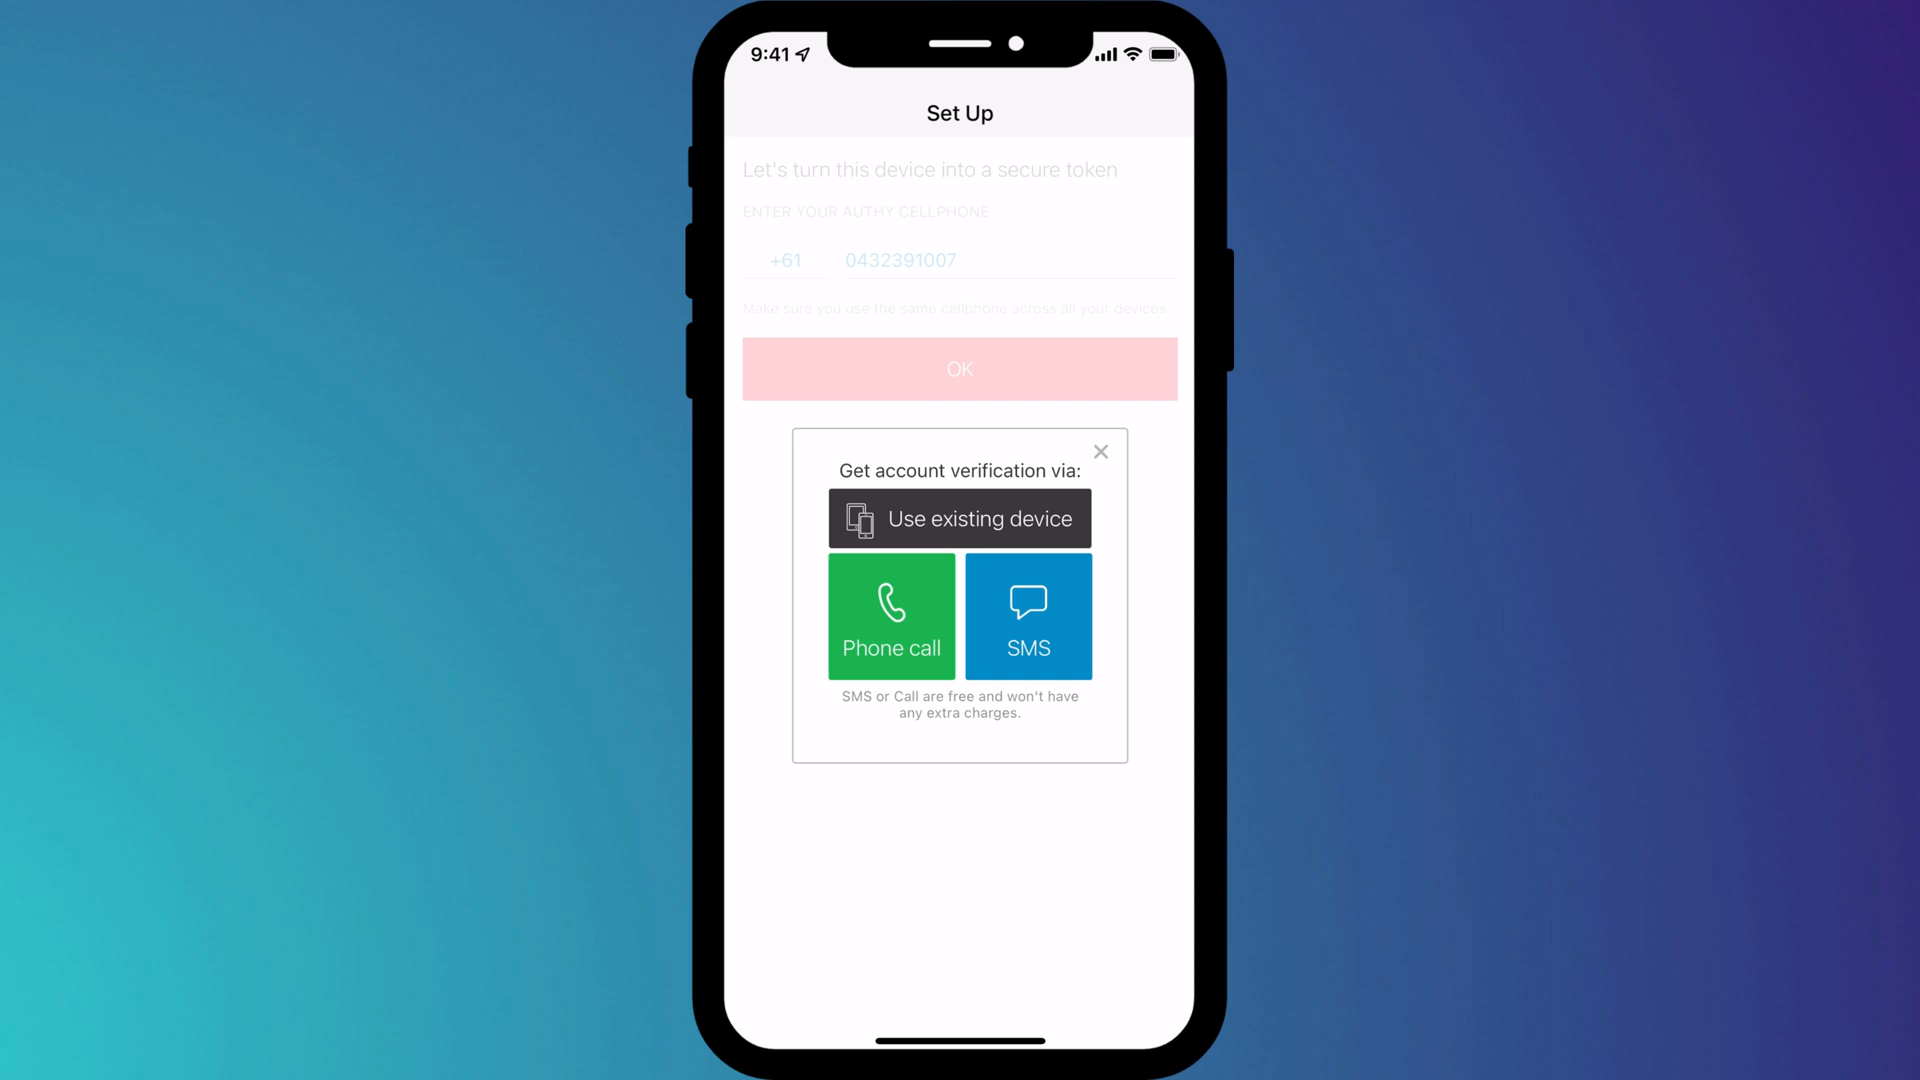 9:41
Set Up
Let's turn this device into a secure token
ENTER YOUR AUTHY CELLPHONE
+61 0432391007
Make sure you use the same cellphone across all your devices
OK
Get account verification via:
Use existing device
Phone call SMS
SMS or Call are free and won't have
any extra charges.